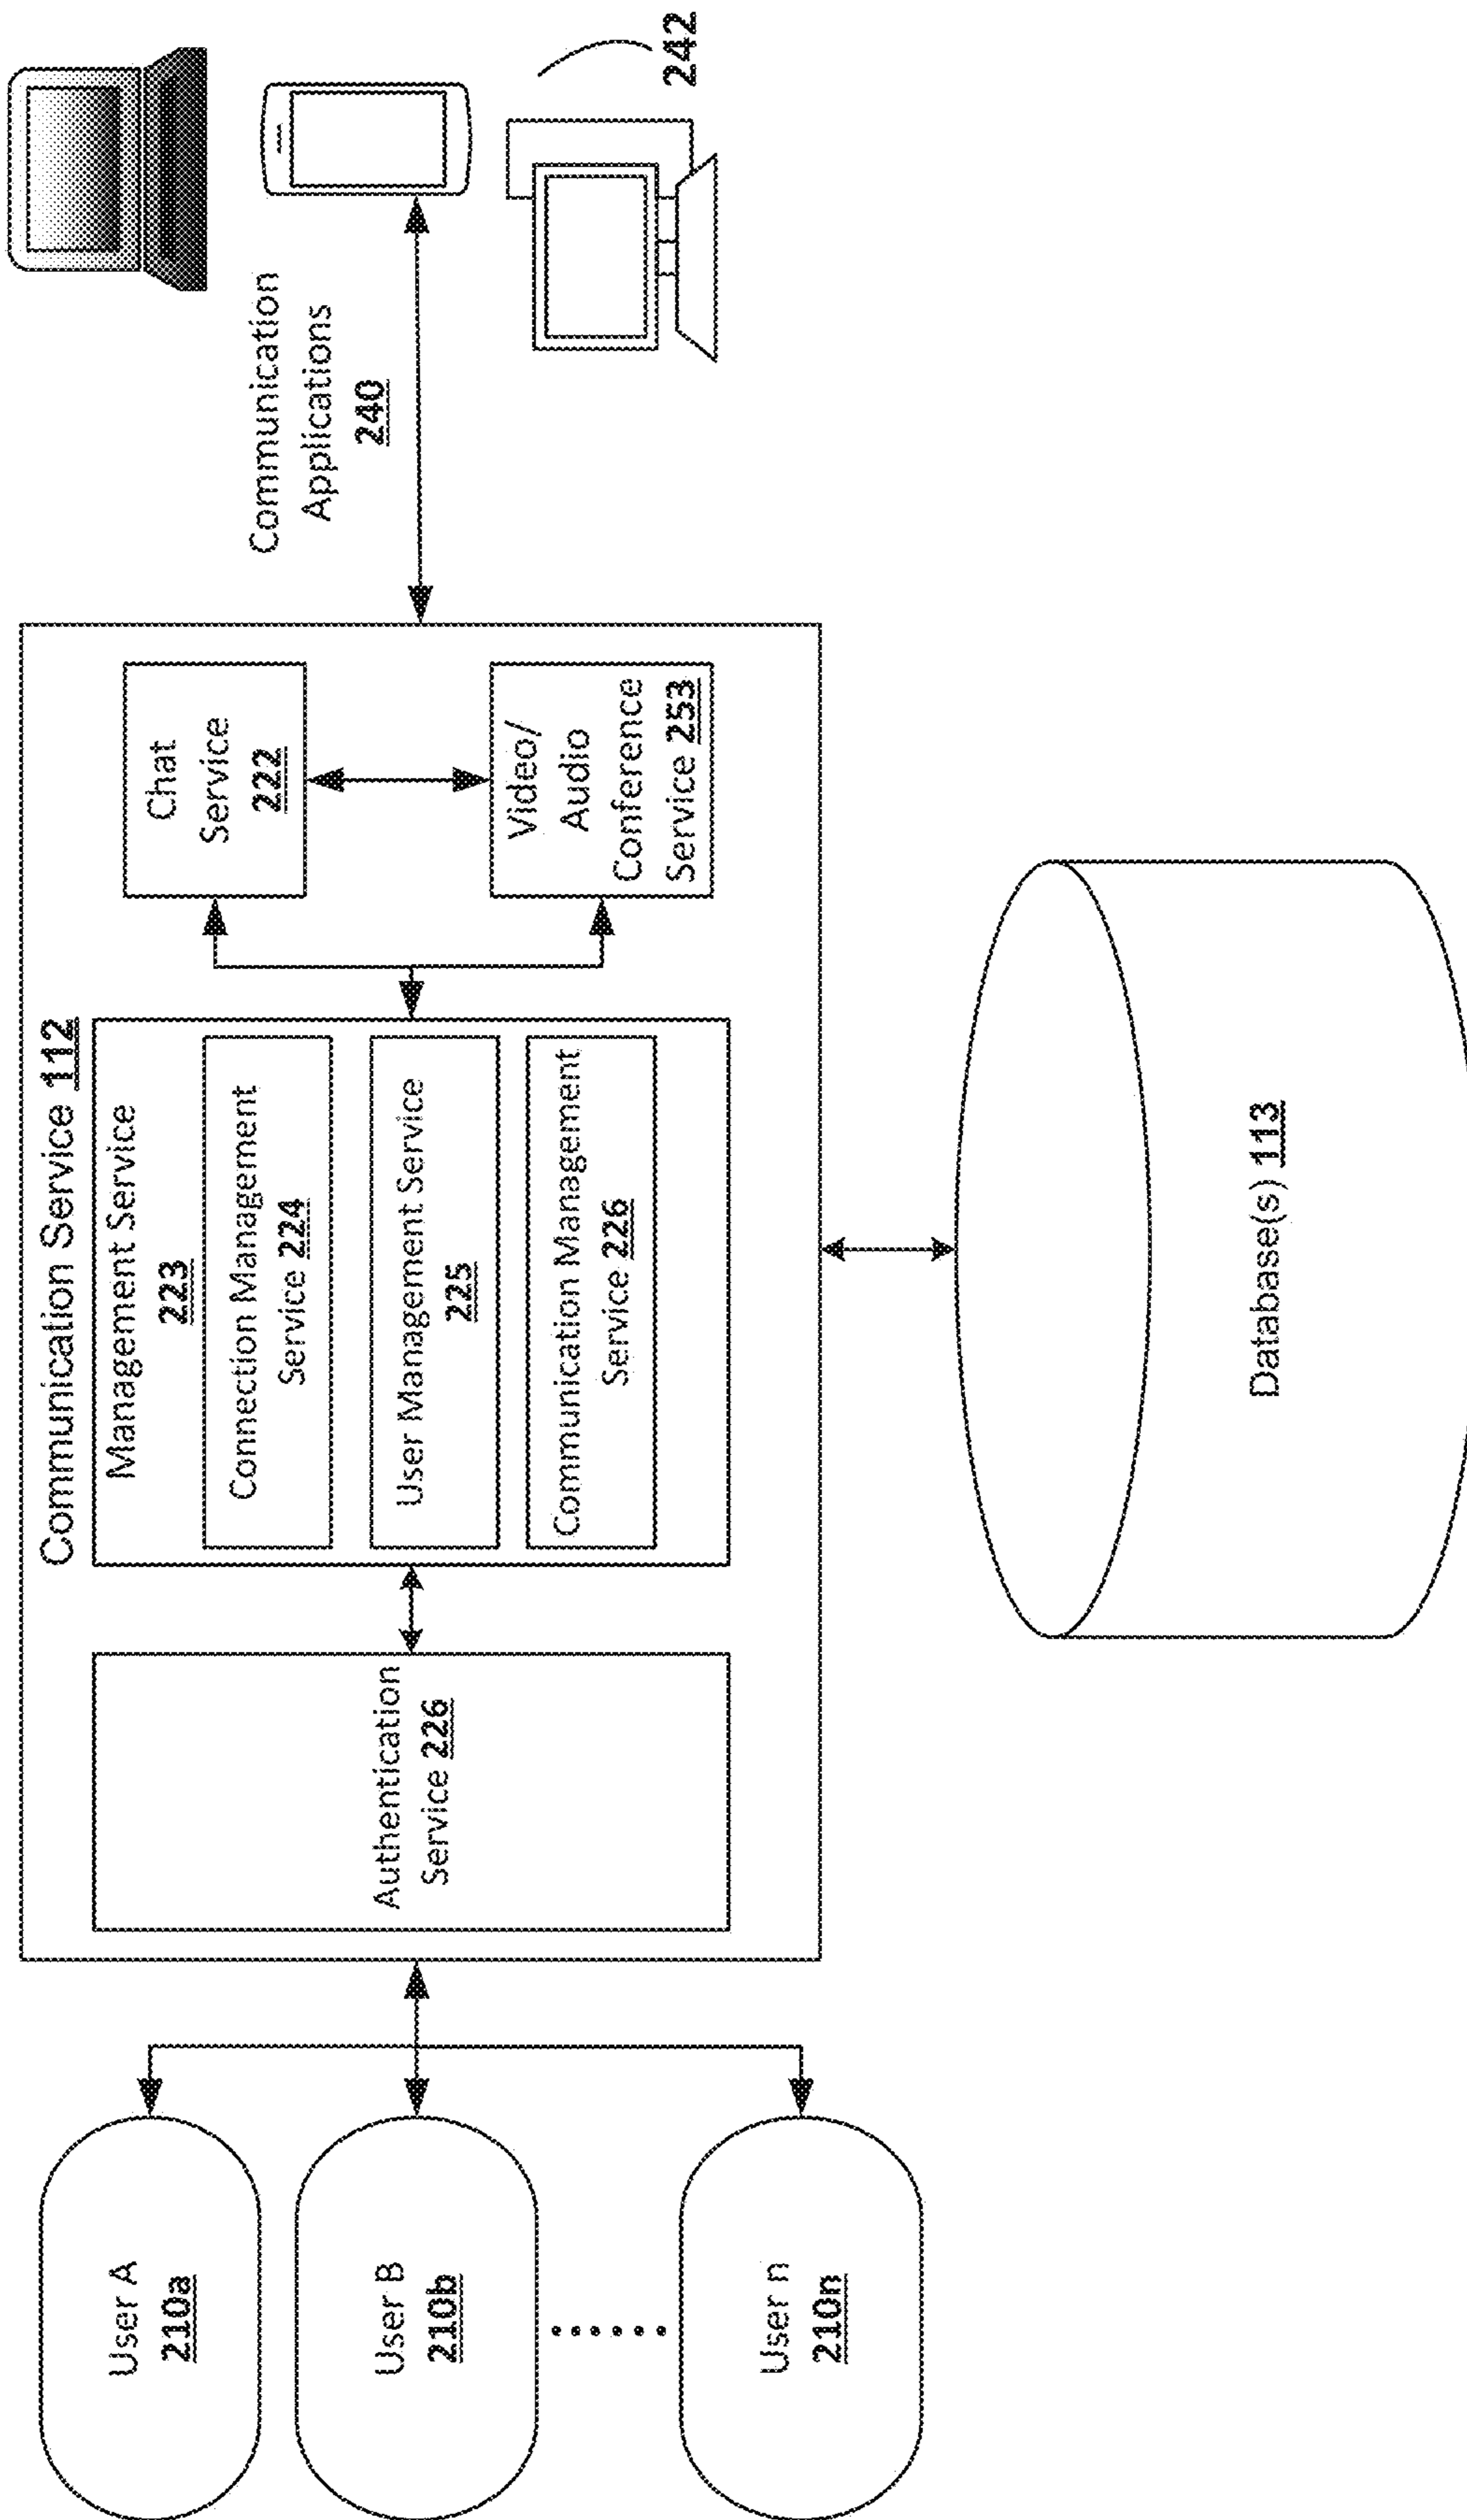 User A
210a
User B
210b
User n
210n
Communication Service 112
Authentication
Service 226
Management Service
223
Connection Management
Service 224
User Management Service
225
Communication Management
Service 226
Chat
Service
222
Video/
Audio
Conference
Service 253
Communication
Applications
240
242
Database(s) 113